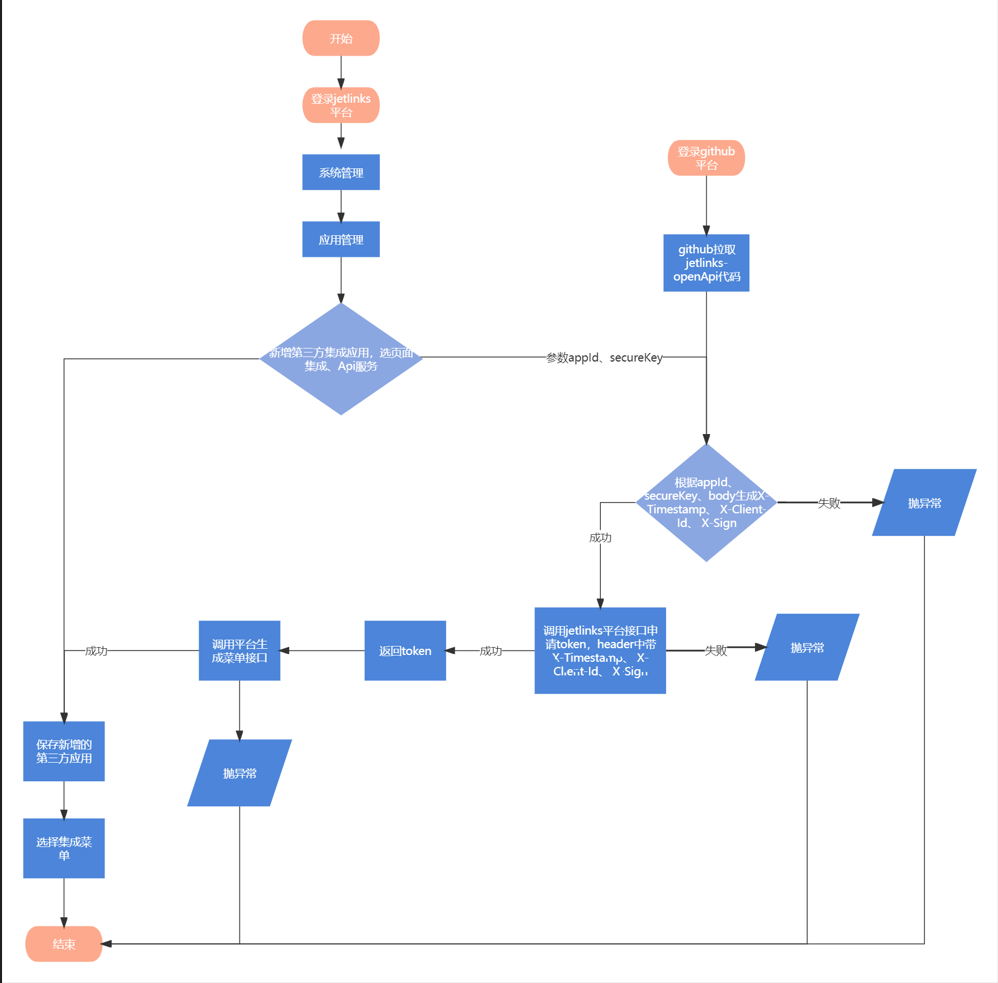 开始
登录jetlinks
平台
系统管理
应用管理
新增第三方集成应用，选页面
集成、Api服务
参数appId、secureKey
登录github
平台
github拉取
jetlinks-
openApi代码
根据appId、
secureKey、body生成X-
Timestamp、 X-Client-
Id、 X-Sign
失败
抛异常
成功
调用jetlinks平台接口申
请token，header中带
X-Timestamp、 X-
Client-Id、 X-Sign
失败
抛异常
成功
返回token
调用平台生
成菜单接口
抛异常
成功
保存新增的
第三方应用
选择集成菜
单
结束